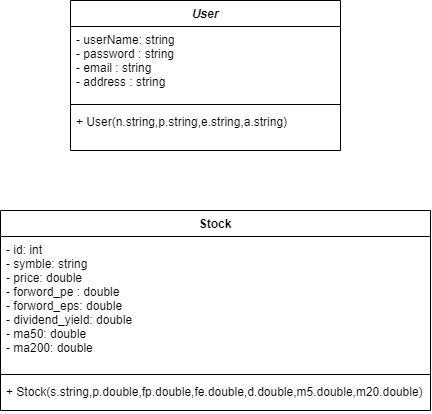 User
- userName: string
- password : string
- email : string
- address : string
+ User(n.string,p.string,e.string,a.string)
Stock
- id: int
- symble: string
- price: double
- forword_pe : double
- forword_eps: double
- dividend_yield: double
- ma50: double
- ma200: double
+ Stock(s.string,p.double,fp.double,fe.double,d.double,m5.double,m20.double)